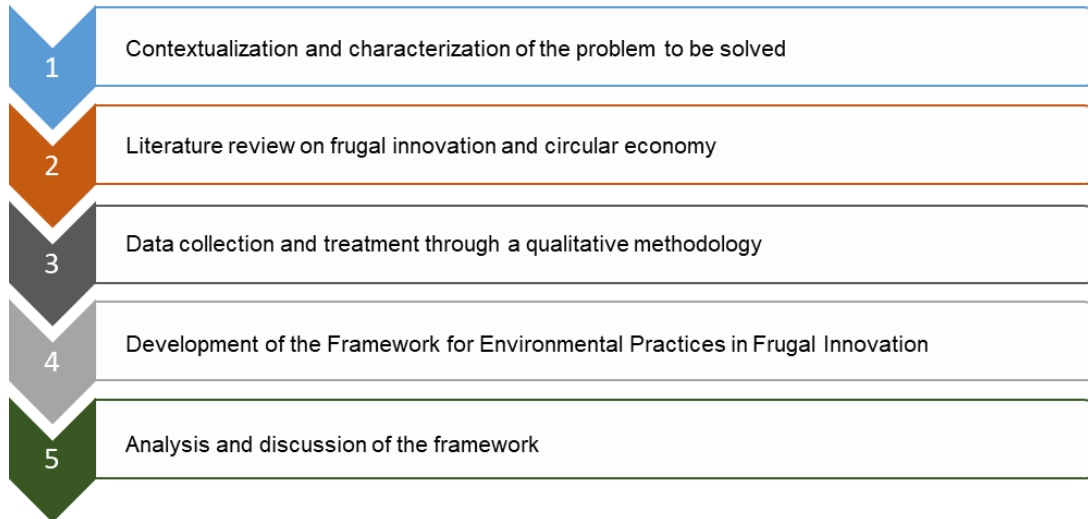 1
Contextualization and characterization of the problem to be solved
2
Literature review on frugal innovation and circular economy
3
Data collection and treatment through a qualitative methodology
4
Development of the Framework for Environmental Practices in Frugal Innovation
5
Analysis and discussion of the framework